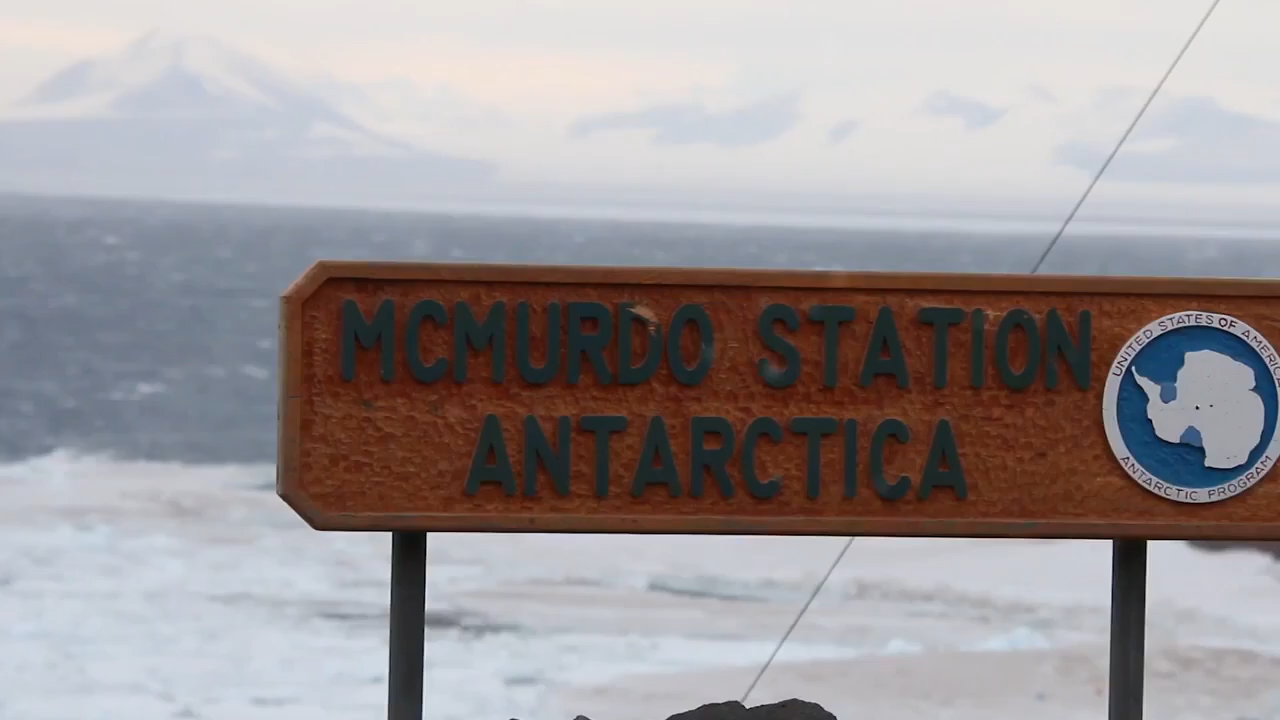 MCMURDO STATION
ANTARCTICA
UNITED STATES OF AMERICA
ANTARCTIC PROGRAM